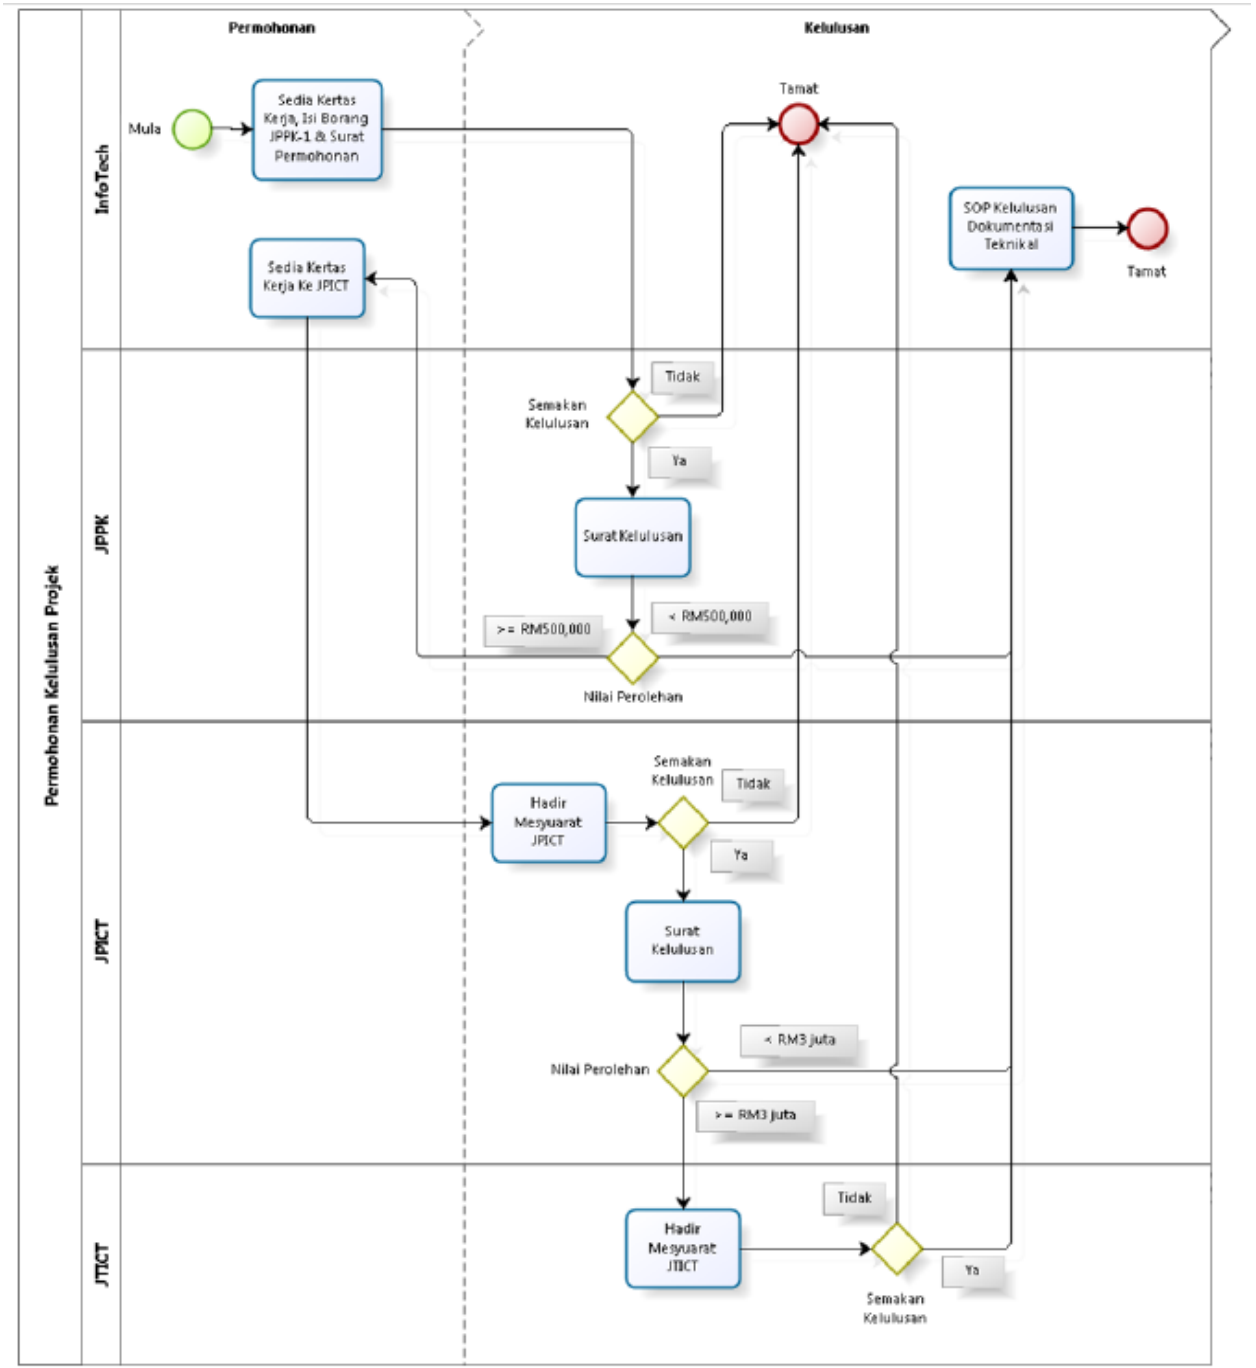 Permohonan
Kelulusan
Permohonan Kelulusan Projek
InfoTech
Mula
Sedia Kertas
Kerja, Isi Borang
JPPK-1 & Surat
Permohonan
Tamat
Sedia Kertas
Kerja Ke JPICT
SOP Kelulusan
Dokumentasi
Teknikal
Tamat
JPPK
Semakan
Kelulusan
Tidak
Ya
Surat Kelulusan
>= RM500,000
< RM500,000
Nilai Perolehan
JPICT
Hadir
Mesyuarat
JPICT
Semakan
Kelulusan
Tidak
Ya
Surat
Kelulusan
Nilai Perolehan
< RM3 juta
>= RM3 juta
JTICT
Hadir
Mesyuarat
JTICT
Tidak
Ya
Semakan
Kelulusan